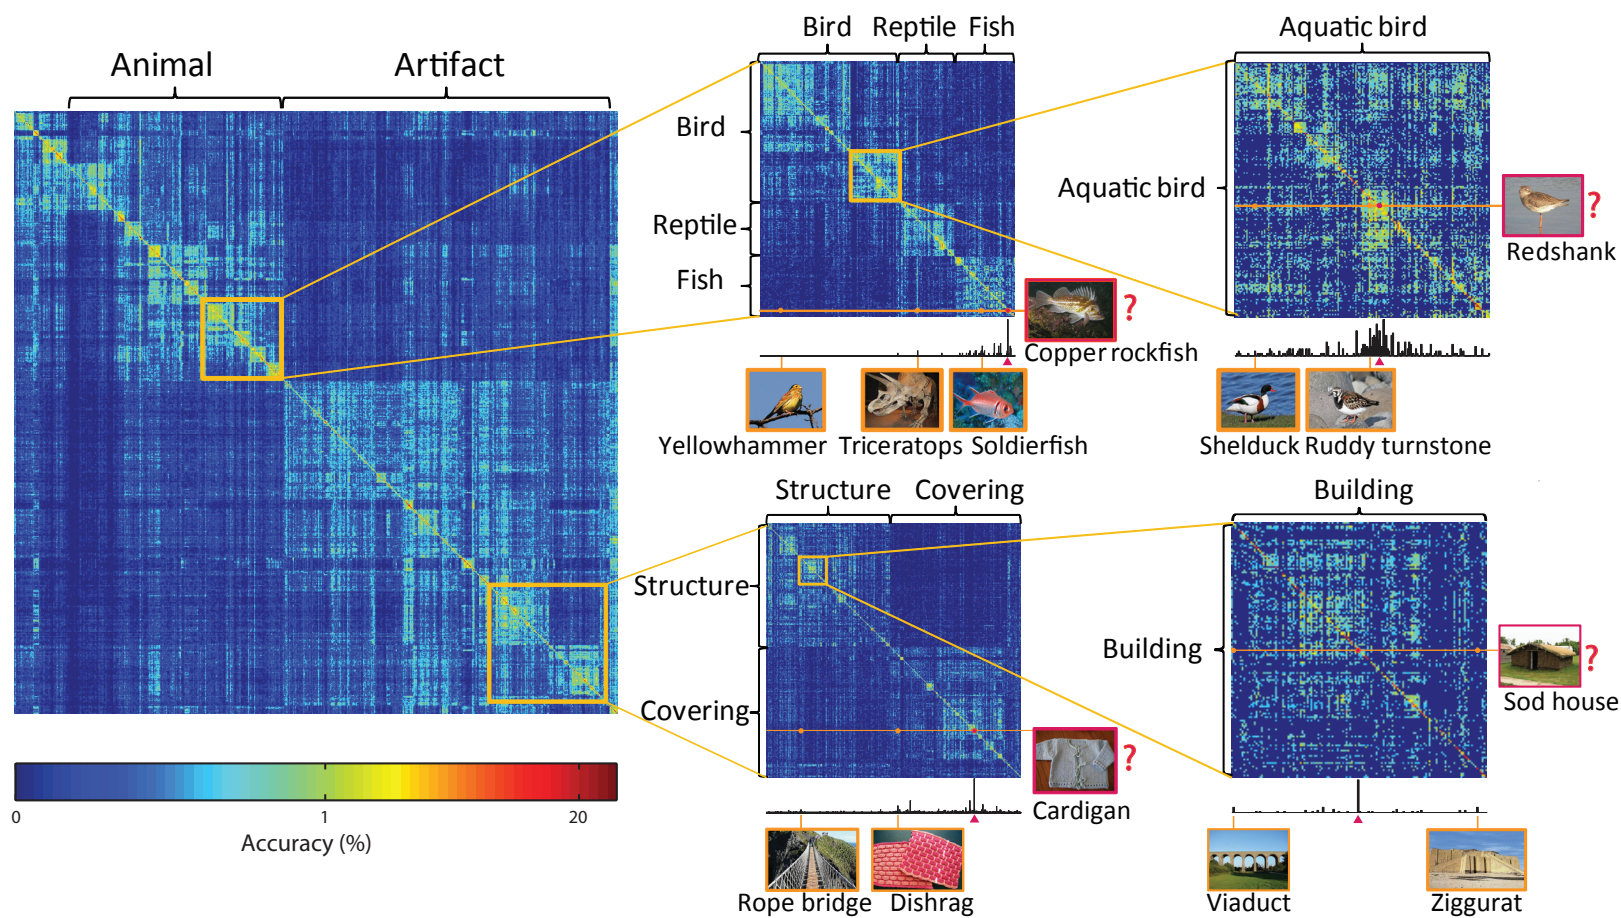 Animal
Artifact
0
1
20
Accuracy (%)
Bird
Reptile
Fish
Bird
Reptile
Fish
?
Copper rockfish
Yellowhammer
Triceratops
Soldierfish
Aquatic bird
Aquatic bird
?
Redshank
Shelduck
Ruddy turnstone
Structure
Covering
Structure
Covering
?
Cardigan
Rope bridge
Dishrag
Building
Building
?
Sod house
Viaduct
Ziggurat